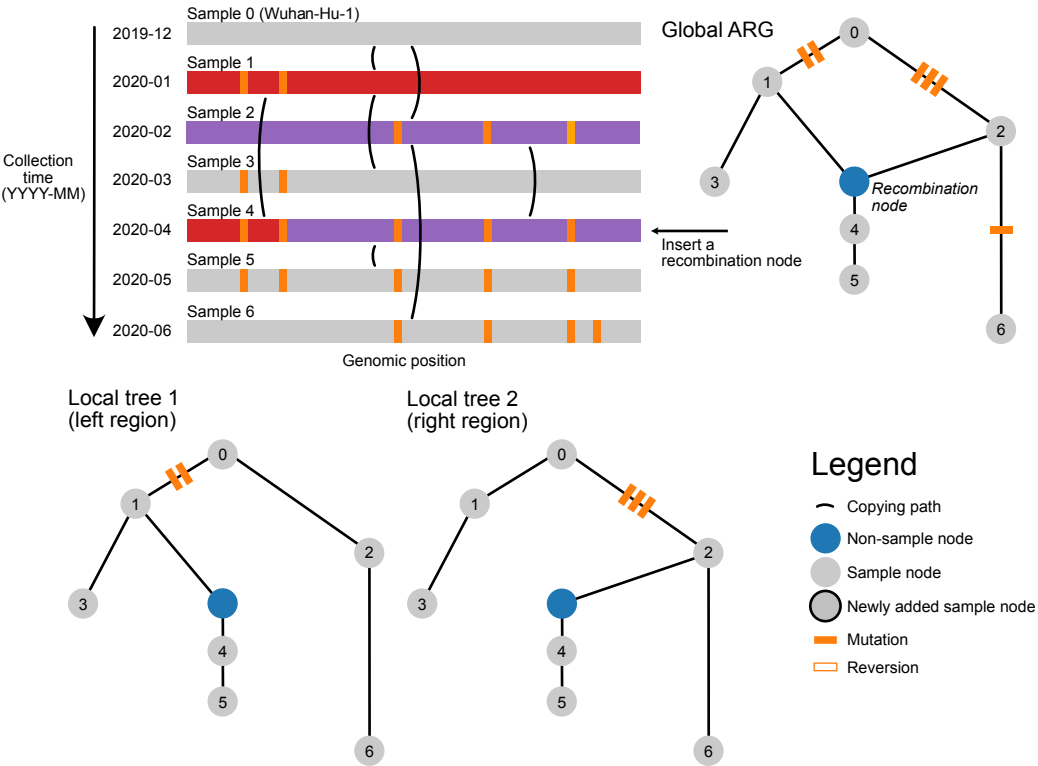 Sample 0 (Wuhan-Hu-1)
2019-12
Sample 1
2020-01
Sample 2
2020-02
Sample 3
2020-03
Sample 4
2020-04
Sample 5
2020-05
Sample 6
2020-06
Collection
time
(YYYY-MM)
Genomic position
Insert a
recombination node
Global ARG
0
1
2
3
Recombination
node
4
5
6
Local tree 1
(left region)
0
1
2
3
4
5
6
Local tree 2
(right region)
0
1
2
3
4
5
6
Legend
Copying path
Non-sample node
Sample node
Newly added sample node
Mutation
Reversion